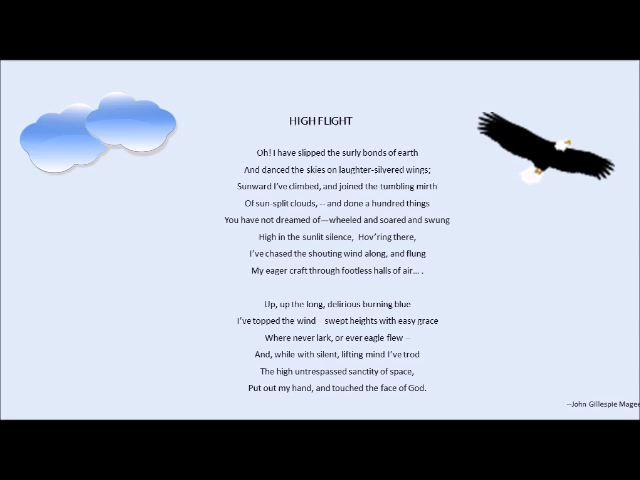 HIGH FLIGHT
Oh! I have slipped the surly bonds of earth
And danced the skies on laughter-silvered wings;
Sunward I've climbed, and joined the tumbling mirth
Of sun-split clouds, -- and done a hundred things
You have not dreamed of—wheeled and soared and swung
High in the sunlit silence, Hov'ring there,
I've chased the shouting wind along, and flung
My eager craft through footless halls of air... .
Up, up the long, delirious burning blue
I've topped the wind – swept heights with easy grace
Where never lark, or ever eagle flew –
And, while with silent, lifting mind I've trod
The high untrespassed sanctity of space,
Put out my hand, and touched the face of God.
--John Gillespie Magee